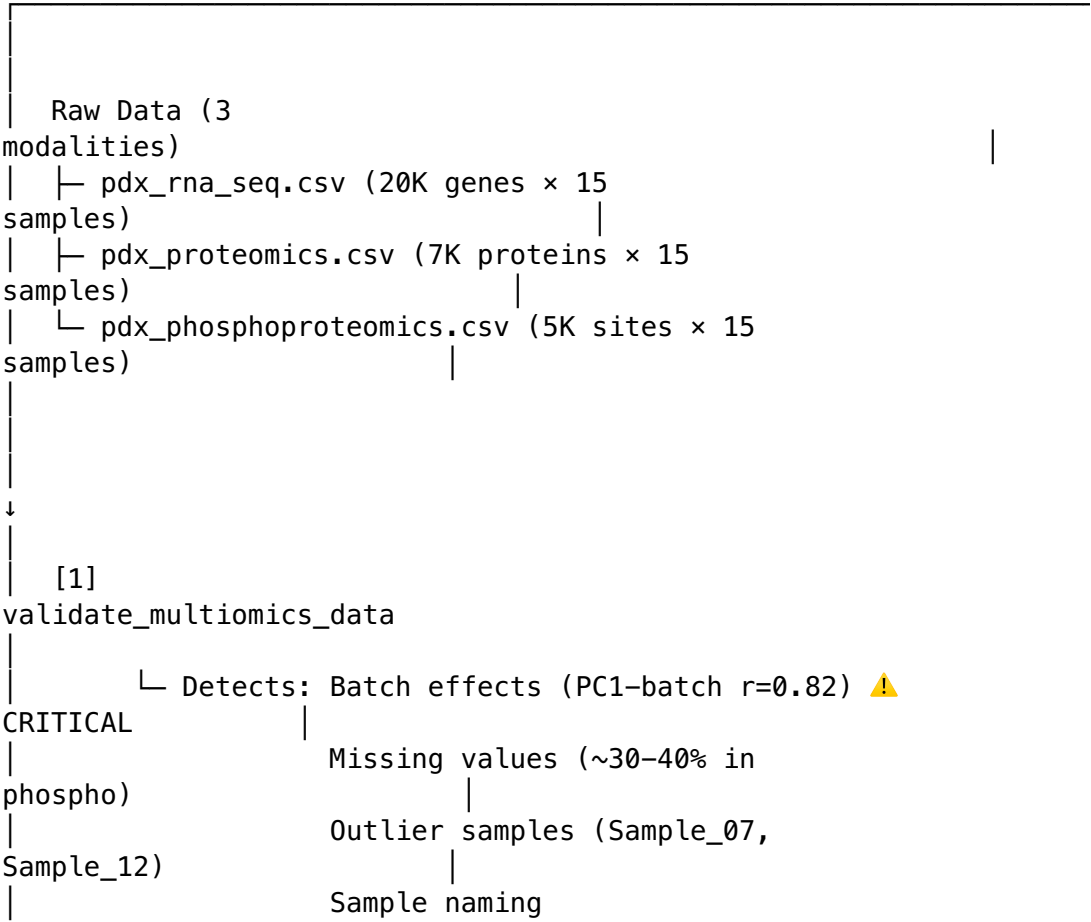 Raw Data (3
modalities) │
│ ├─ pdx_rna_seq.csv (20K genes × 15
samples) │
│ ├─ pdx_proteomics.csv (7K proteins × 15
samples) │
│ └─ pdx_phosphoproteomics.csv (5K sites × 15
samples) │
↓
│ [1]
validate_multiomics_data
│ └─ Detects: Batch effects (PC1-batch r=0.82) ⚠️
CRITICAL │
│ Missing values (~30-40% in
phospho) │
│ Outlier samples (Sample_07,
Sample_12) │
│ Sample naming